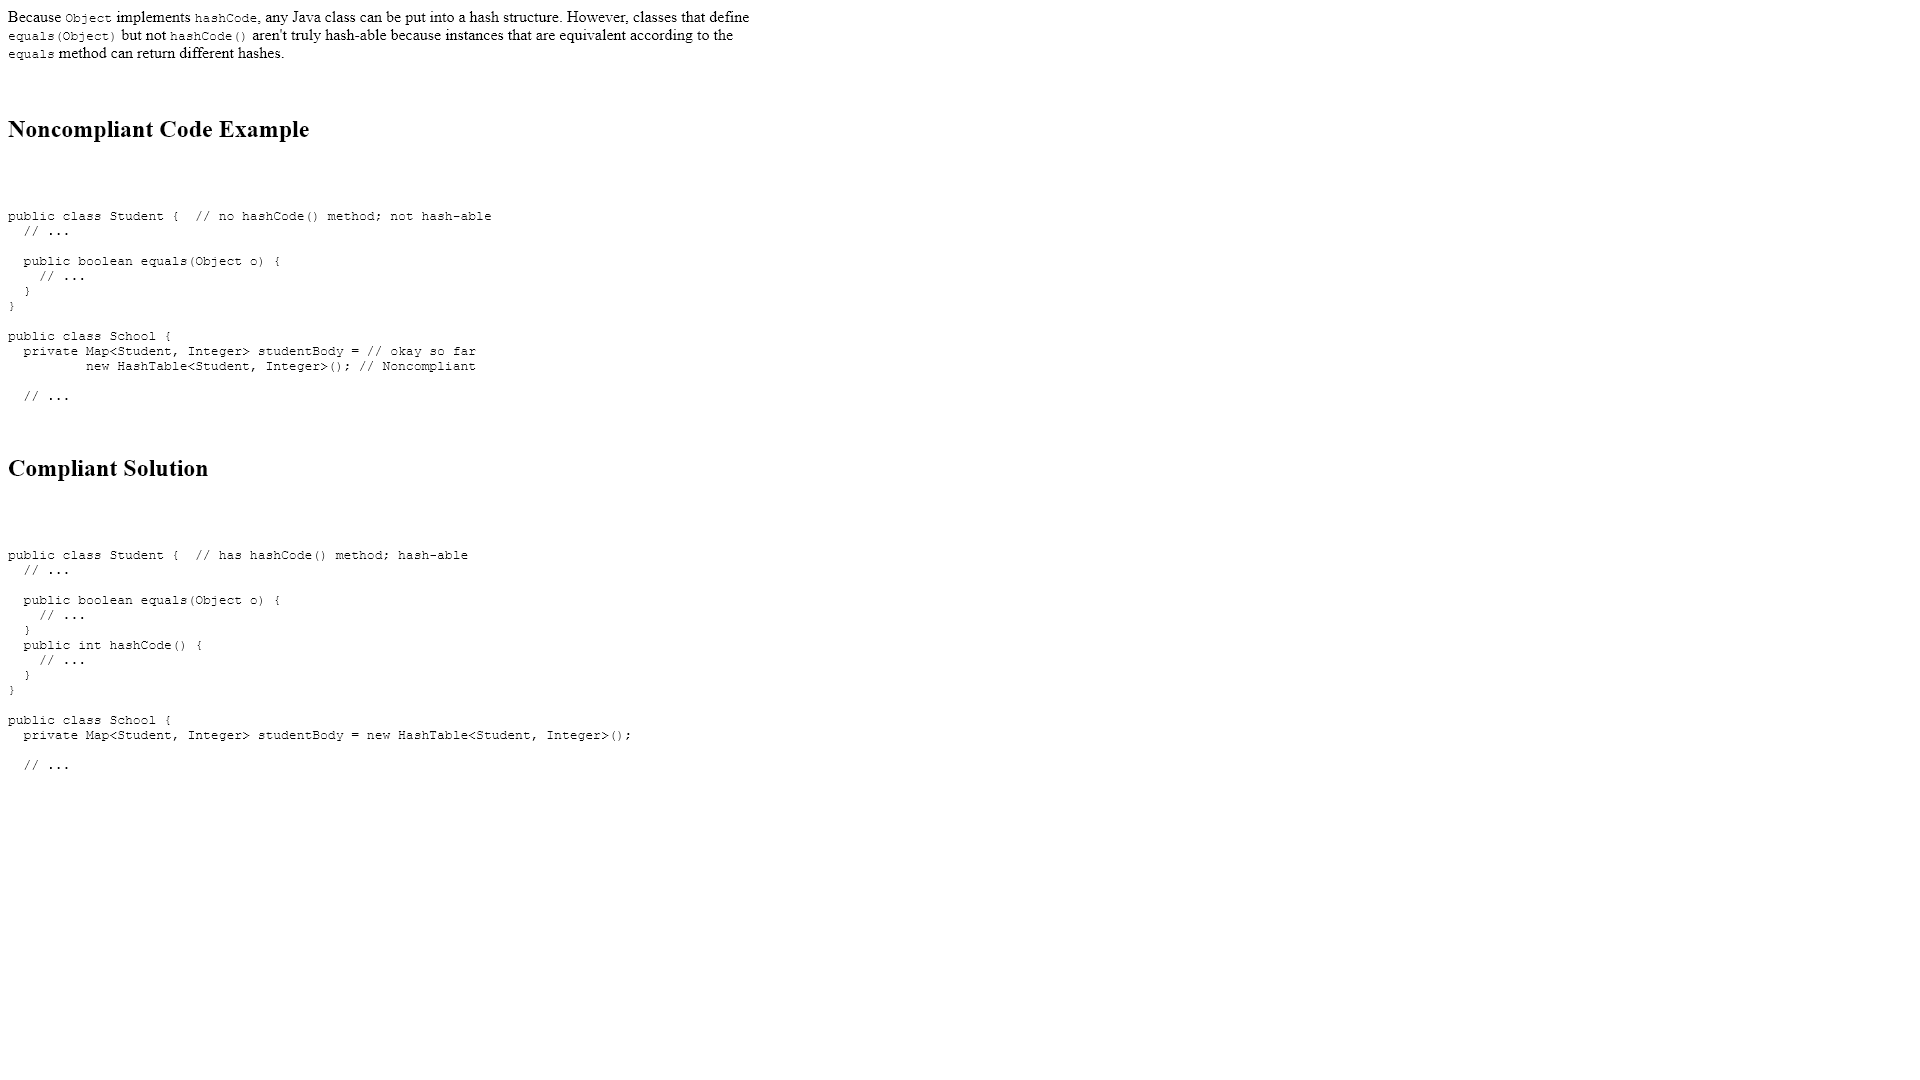 Because Object implements hashCode, any Java class can be put into a hash structure. However, classes that define
equals(Object) but not hashCode() aren't truly hash-able because instances that are equivalent according to the
equals method can return different hashes.
Noncompliant Code Example
public class Student {  // no hashCode() method; not hash-able
  // ...
  public boolean equals(Object o) {
    // ...
  }
}
public class School {
  private Map<Student, Integer> studentBody = // okay so far
          new HashTable<Student, Integer>(); // Noncompliant
  // ...
Compliant Solution
public class Student {  // has hashCode() method; hash-able
  // ...
  public boolean equals(Object o) {
    // ...
  }
  public int hashCode() {
    // ...
  }
}
public class School {
  private Map<Student, Integer> studentBody = new HashTable<Student, Integer>();
  // ...